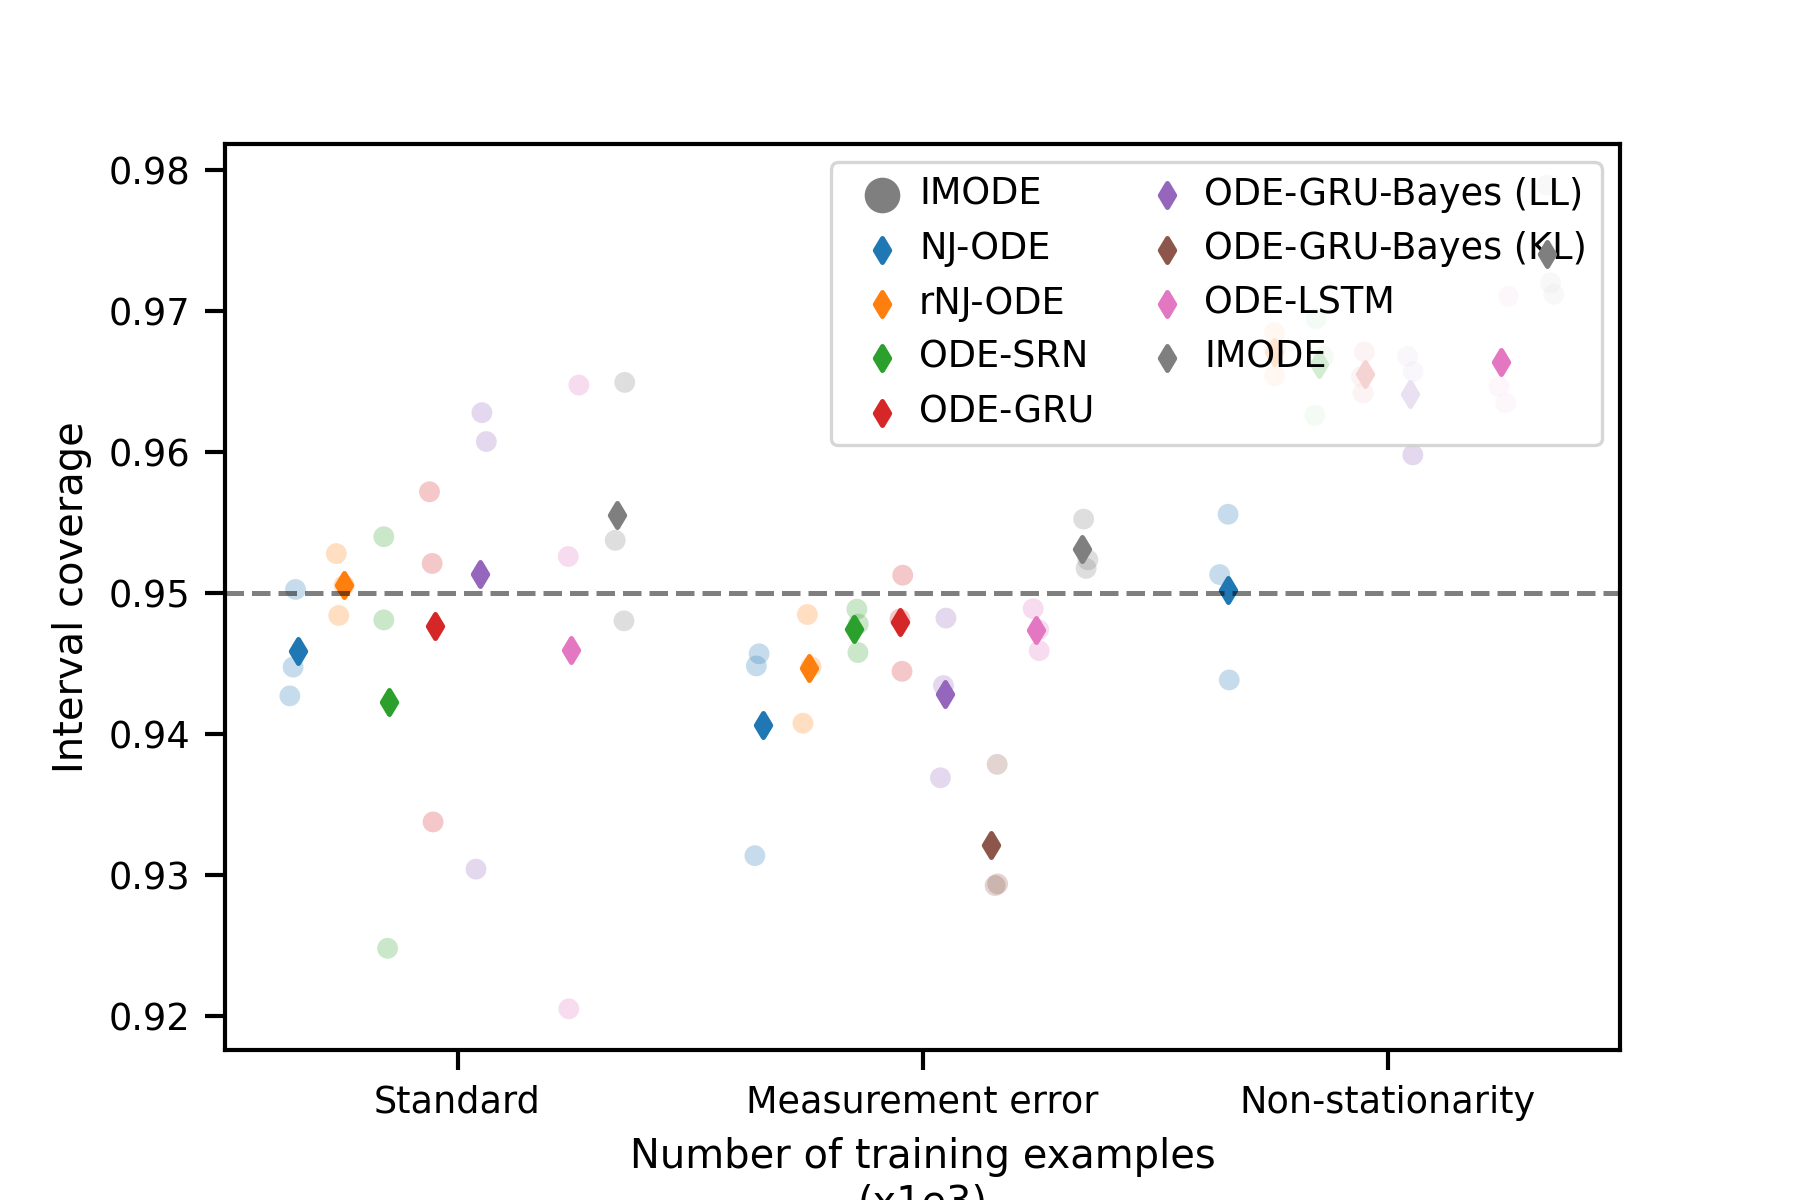 0.98
0.97
0.96
0.95
0.94
0.93
0.92
Interval coverage
IMODE
NJ-ODE
rNJ-ODE
ODE-SRN
ODE-GRU
ODE-GRU-Bayes (LL)
ODE-GRU-Bayes (KL)
ODE-LSTM
IMODE
Standard
Measurement error
Non-stationarity
Number of training examples
(x1e3)